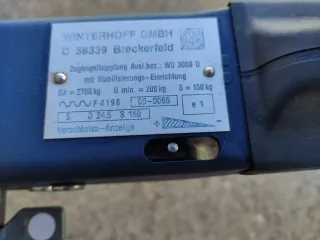 WINTERHOFF GMBH
D 58339 Breckerfeld
Zugkugelkupplung Ausf.bez.: WS 3000 D
mit Stabilisierungs-Einrichtung
GA = 2700 kg G min. = 200 kg S = 150 kg
F 4198 00-0065 e 1
S D 24,6 S 150
Verschleiss-Anzeige + -